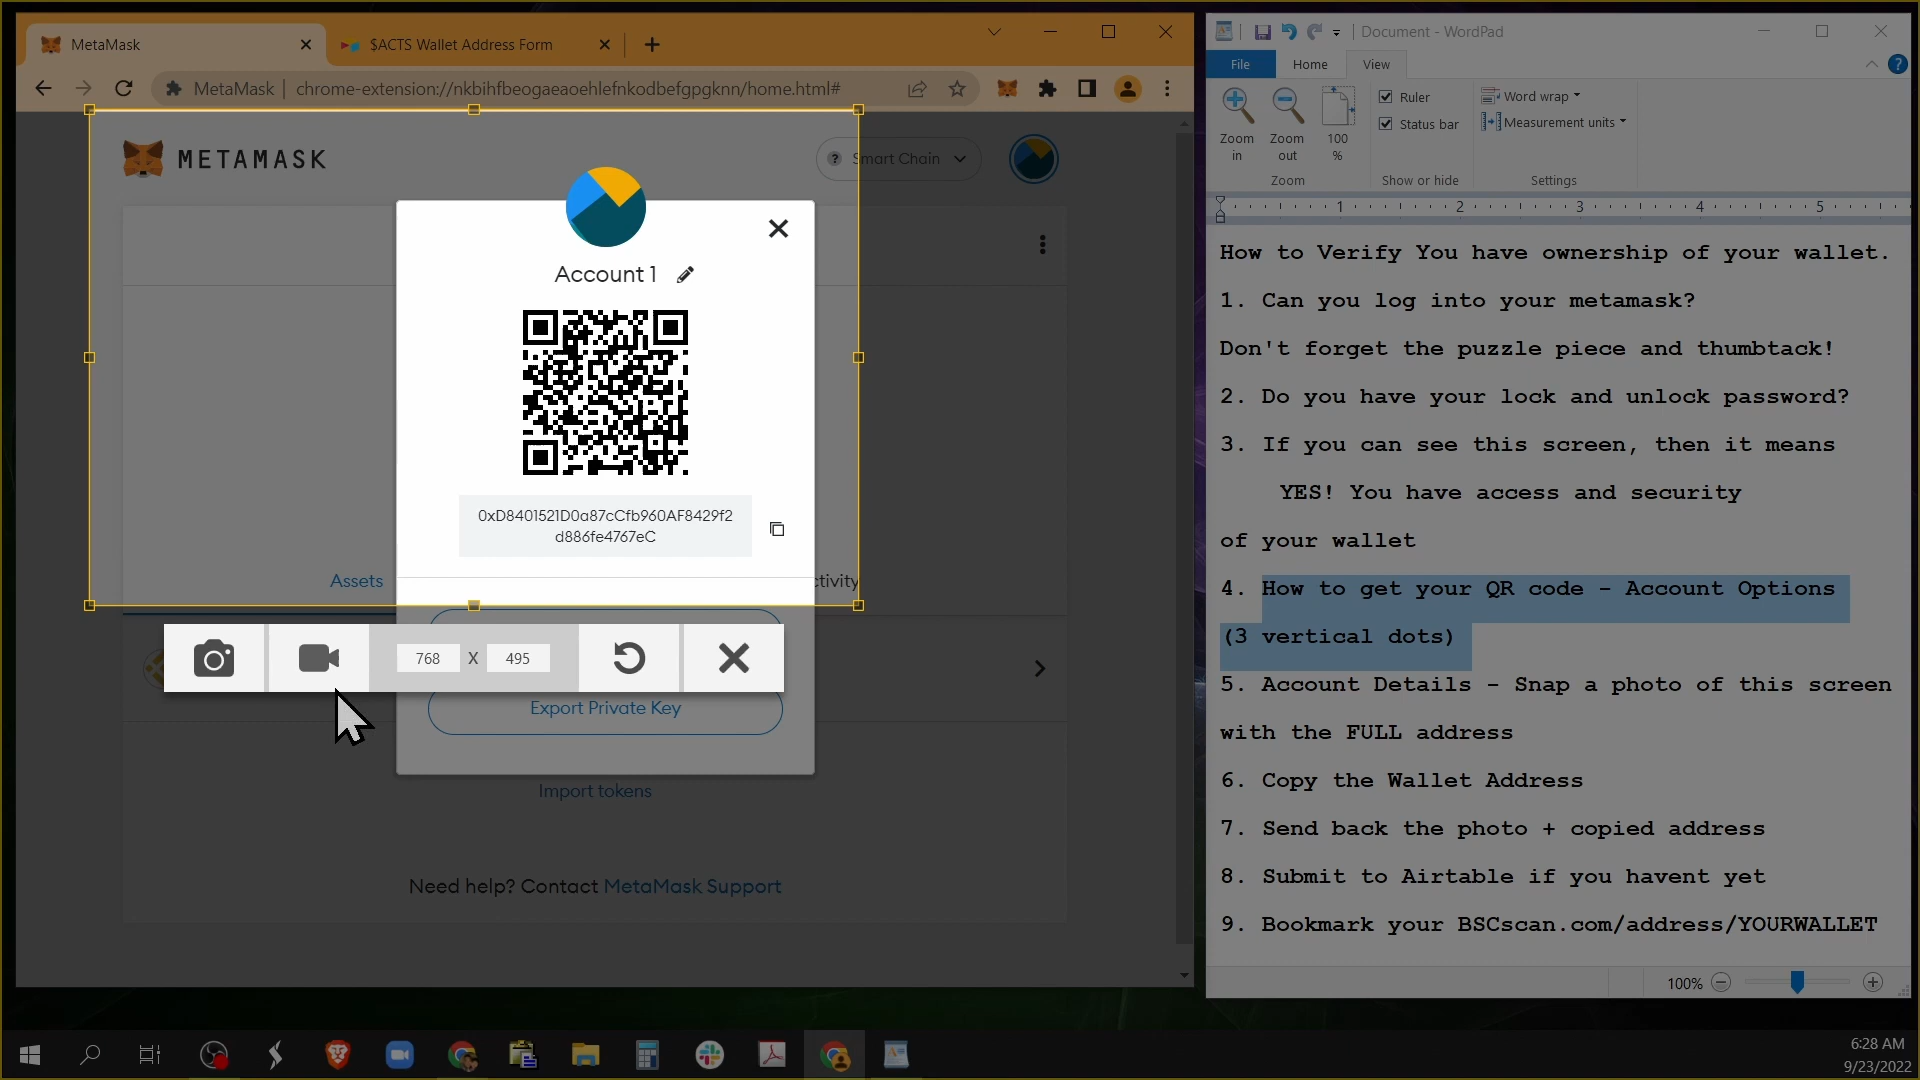 MetaMask
$ACTS Wallet Address Form
MetaMask | chrome-extension://nkbihfbeogaeaoehlefnkodbefgpgknn/home.html#
METAMASK
? Smart Chain
Account 1
0xD8401521D0a87cCfb960AF8429f2
d886fe4767eC
Assets
ctivity
768 X 495
Export Private Key
Import tokens
Need help? Contact MetaMask Support
Document - WordPad
File Home View
Zoom in
Zoom out
100 %
Zoom
Ruler
Status bar
Show or hide
Word wrap
Measurement units
Settings
1 2 3 4 5
How to Verify You have ownership of your wallet.
1. Can you log into your metamask?
Don't forget the puzzle piece and thumbtack!
2. Do you have your lock and unlock password?
3. If you can see this screen, then it means
YES! You have access and security
of your wallet
4. How to get your QR code - Account Options
(3 vertical dots)
5. Account Details - Snap a photo of this screen
with the FULL address
6. Copy the Wallet Address
7. Send back the photo + copied address
8. Submit to Airtable if you havent yet
9. Bookmark your BSCscan.com/address/YOURWALLET
100%
6:28 AM
9/23/2022